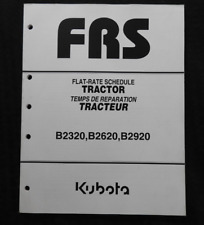 FRS
FLAT-RATE SCHEDULE
TRACTOR
TEMPS DE REPARATION
TRACTEUR
B2320,B2620,B2920
Kubota